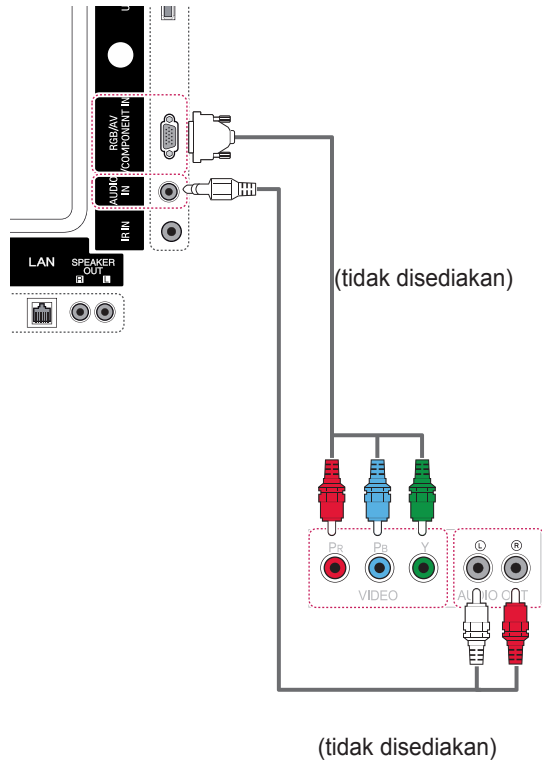 RGB/AV
/COMPONENT IN
AUDIO
IN
IR IN
LAN
SPEAKER
OUT
R L
(tidak disediakan)
PR PB Y
VIDEO
L R
AUDIO OUT
(tidak disediakan)